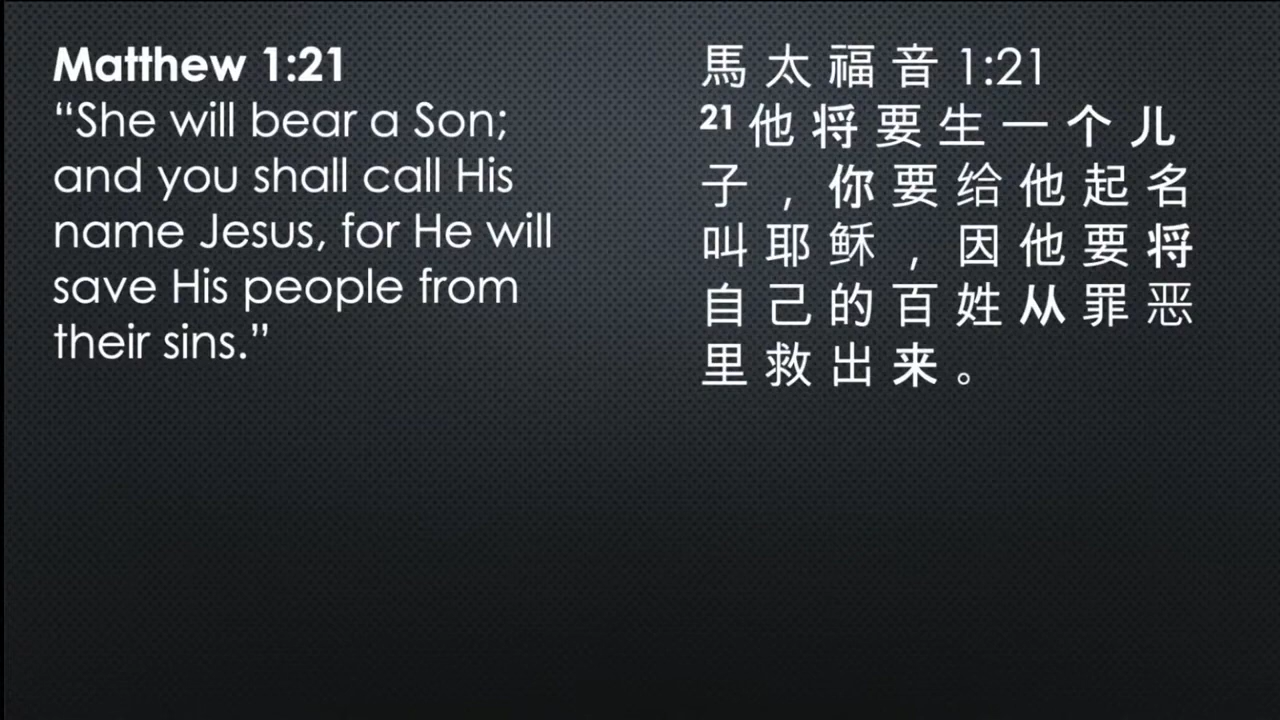 Matthew 1:21
“She will bear a Son;
and you shall call His
name Jesus, for He will
save His people from
their sins.”
馬太福音 1:21
21 他将要生一个儿
子，你要给他起名
叫耶稣，因他要将
自己的百姓从罪恶
里救出来。